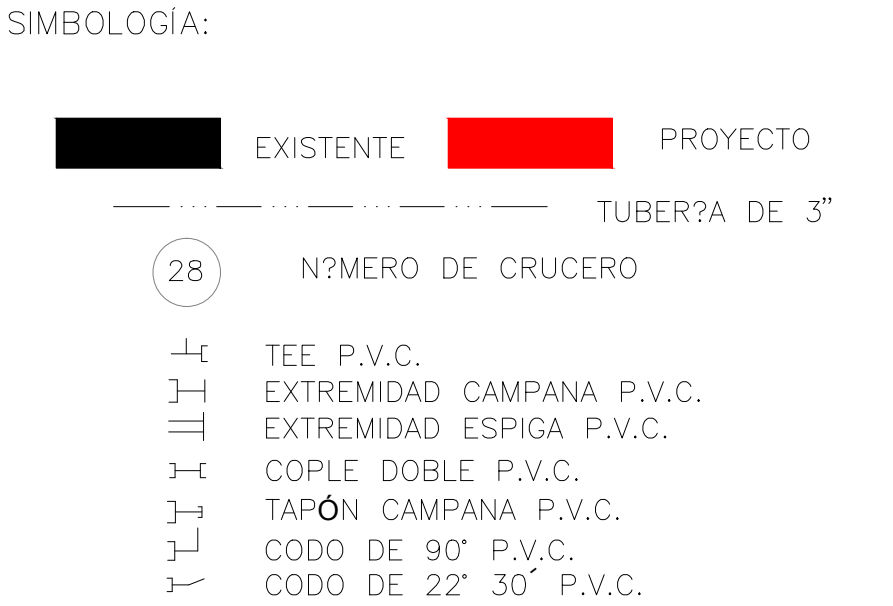 SIMBOLOGÍA:
EXISTENTE
PROYECTO
TUBER?A DE 3”
28
N?MERO DE CRUCERO
TEE P.V.C.
EXTREMIDAD CAMPANA P.V.C.
EXTREMIDAD ESPIGA P.V.C.
COPLE DOBLE P.V.C.
TAPÓN CAMPANA P.V.C.
CODO DE 90° P.V.C.
CODO DE 22° 30´ P.V.C.